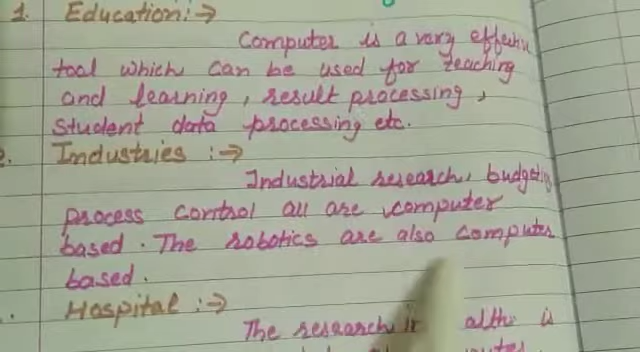 1. Education:->
Computer is a very effective
tool which can be used for teaching
and learning, result processing,
student data processing etc.
Industries :->
Industrial research, budgeting
process control all are computer
based. The robotics are also computer
based.
Hospital :->
The research is